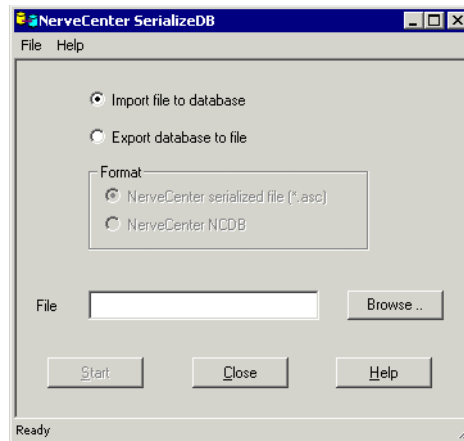 NerveCenter SerializeDB
File Help
Import file to database
Export database to file
Format
NerveCenter serialized file (*.asc)
NerveCenter NCDB
File Browse ..
Start Close Help
Ready